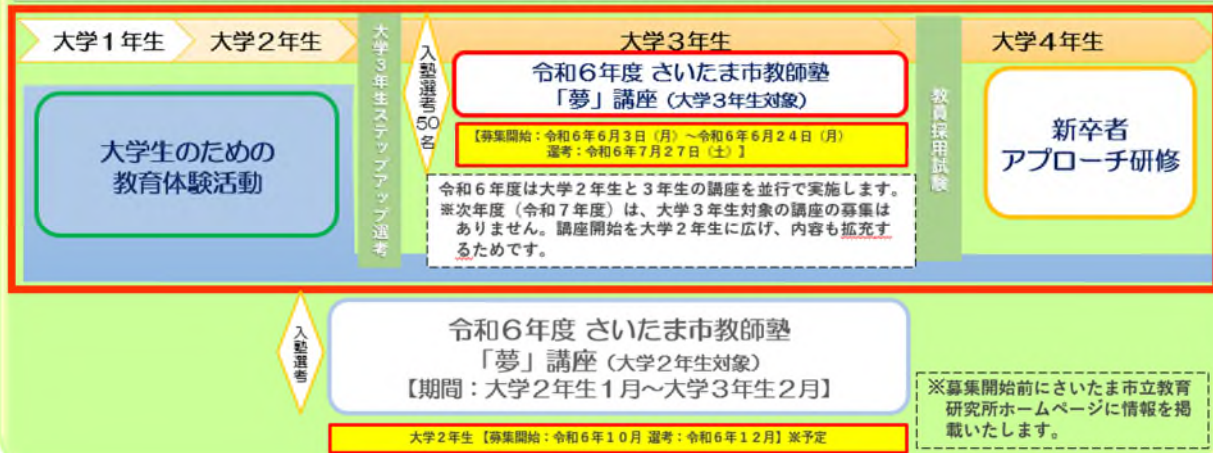 大学1年生
大学2年生
大学3年生ステップアップ選考
入塾選考50名
大学3年生
令和6年度 さいたま市教師塾
「夢」講座(大学3年生対象)
【募集開始:令和6年6月3日(月)~令和6年6月24日(月)
選考:令和6年7月27日(土)】
令和6年度は大学2年生と3年生の講座を並行で実施します。
※次年度(令和7年度)は、大学3年生対象の講座の募集は
ありません。講座開始を大学2年生に広げ、内容も拡充す
るためです。
教員採用試験
大学4年生
新卒者
アプローチ研修
大学生のための
教育体験活動
入塾選考
令和6年度 さいたま市教師塾
「夢」講座(大学2年生対象)
【期間:大学2年生1月~大学3年生2月】
大学2年生【募集開始:令和6年10月 選考:令和6年12月】※予定
※募集開始前にさいたま市立教育
研究所ホームページに情報を掲
載いたします。